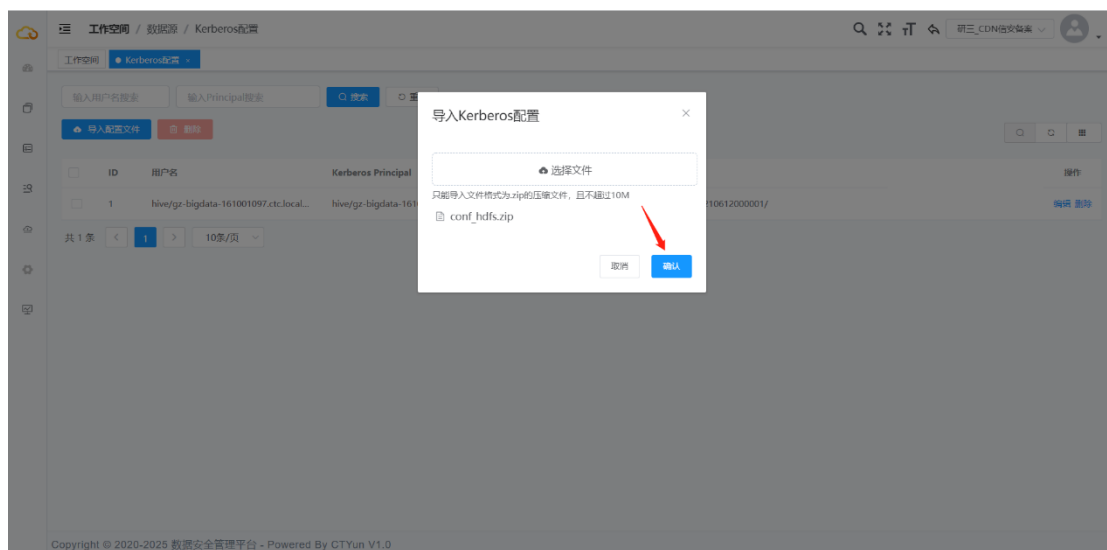 工作空间 / 数据源 / Kerberos配置
研三_CDN信安备案
工作空间
Kerberos配置 ×
输入用户名搜索
输入Principal搜索
搜索
导入配置文件
删除
导入Kerberos配置
选择文件
只能导入文件格式为.zip的压缩文件，且不超过10M
conf_hdfs.zip
取消
确认
ID
用户名
Kerberos Principal
操作
1
hive/gz-bigdata-161001097.ctc.local...
hive/gz-bigdata-161
210612000001/
编辑 删除
共 1 条
1
10条/页
Copyright © 2020-2025 数据安全管理平台 - Powered By CTYun V1.0